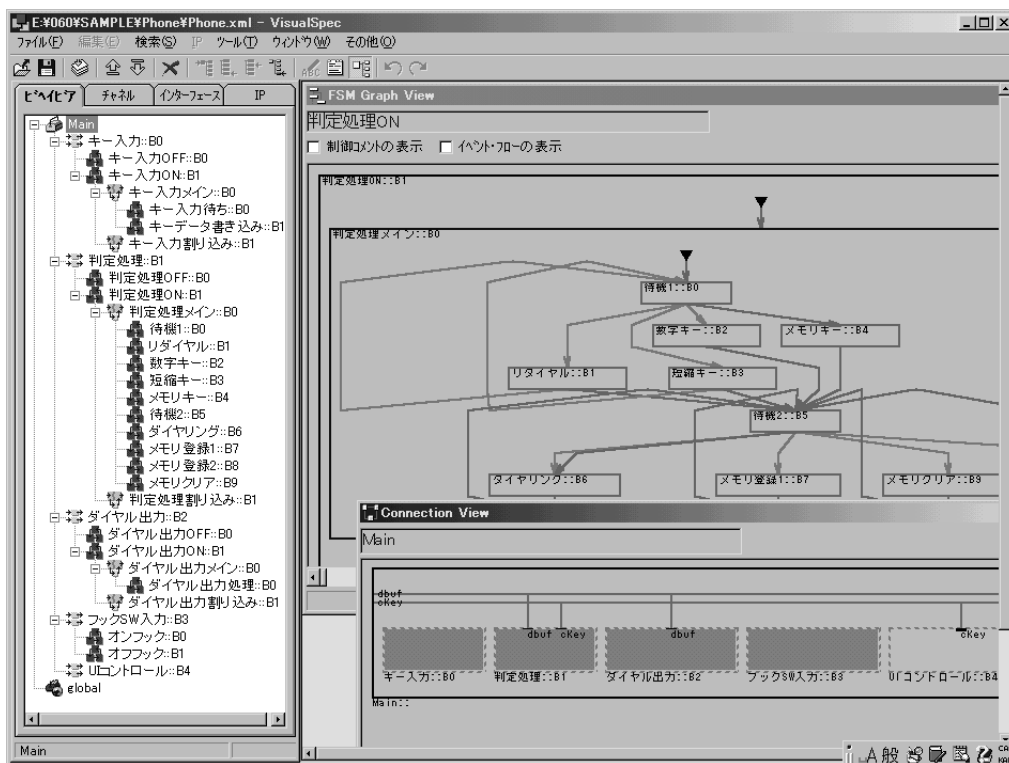 E:¥060¥SAMPLE¥Phone¥Phone.xml - VisualSpec
ファイル(F) 編集(E) 検索(S) IP ツール(T) ウィンドウ(W) その他(O)
ABC
ビヘイビア チャネル インターフェース IP
Main
キー入力::B0
キー入力OFF::B0
キー入力ON::B1
キー入力メイン::B0
キー入力待ち::B0
キーデータ書き込み::B1
キー入力割り込み::B1
判定処理::B1
判定処理OFF::B0
判定処理ON::B1
判定処理メイン::B0
待機1::B0
リダイヤル::B1
数字キー::B2
短縮キー::B3
メモリキー::B4
待機2::B5
ダイヤリング::B6
メモリ登録1::B7
メモリ登録2::B8
メモリクリア::B9
判定処理割り込み::B1
ダイヤル出力::B2
ダイヤル出力OFF::B0
ダイヤル出力ON::B1
ダイヤル出力メイン::B0
ダイヤル出力処理::B0
ダイヤル出力割り込み::B1
フックSW入力::B3
オンフック::B0
オフフック::B1
UIコントロール::B4
global
Main
FSM Graph View
判定処理ON
制御コメントの表示 イベント・フローの表示
判定処理ON::B1
判定処理メイン::B0
待機1::B0
数字キー::B2 メモリキー::B4
リダイヤル::B1 短縮キー::B3
待機2::B5
ダイヤリング::B6 メモリ登録1::B7 メモリクリア::B9
Connection View
Main
dbuf
cKey
dbuf cKey dbuf cKey
キー入力::B0 判定処理::B1 ダイヤル出力::B2 フックSW入力::B3 UIコントロール::B4
Main::
A般